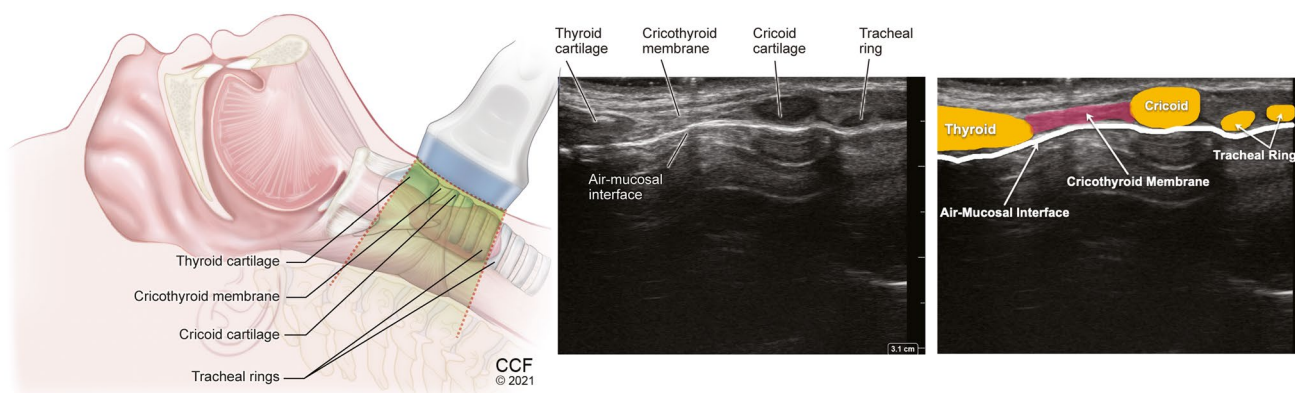 Thyroid cartilage
Cricothyroid membrane
Cricoid cartilage
Tracheal rings
CCF
© 2021
Thyroid
cartilage
Cricothyroid
membrane
Cricoid
cartilage
Tracheal
ring
Air-mucosal
interface
3.1 cm
Thyroid
Cricoid
Tracheal Ring
Cricothyroid Membrane
Air-Mucosal Interface